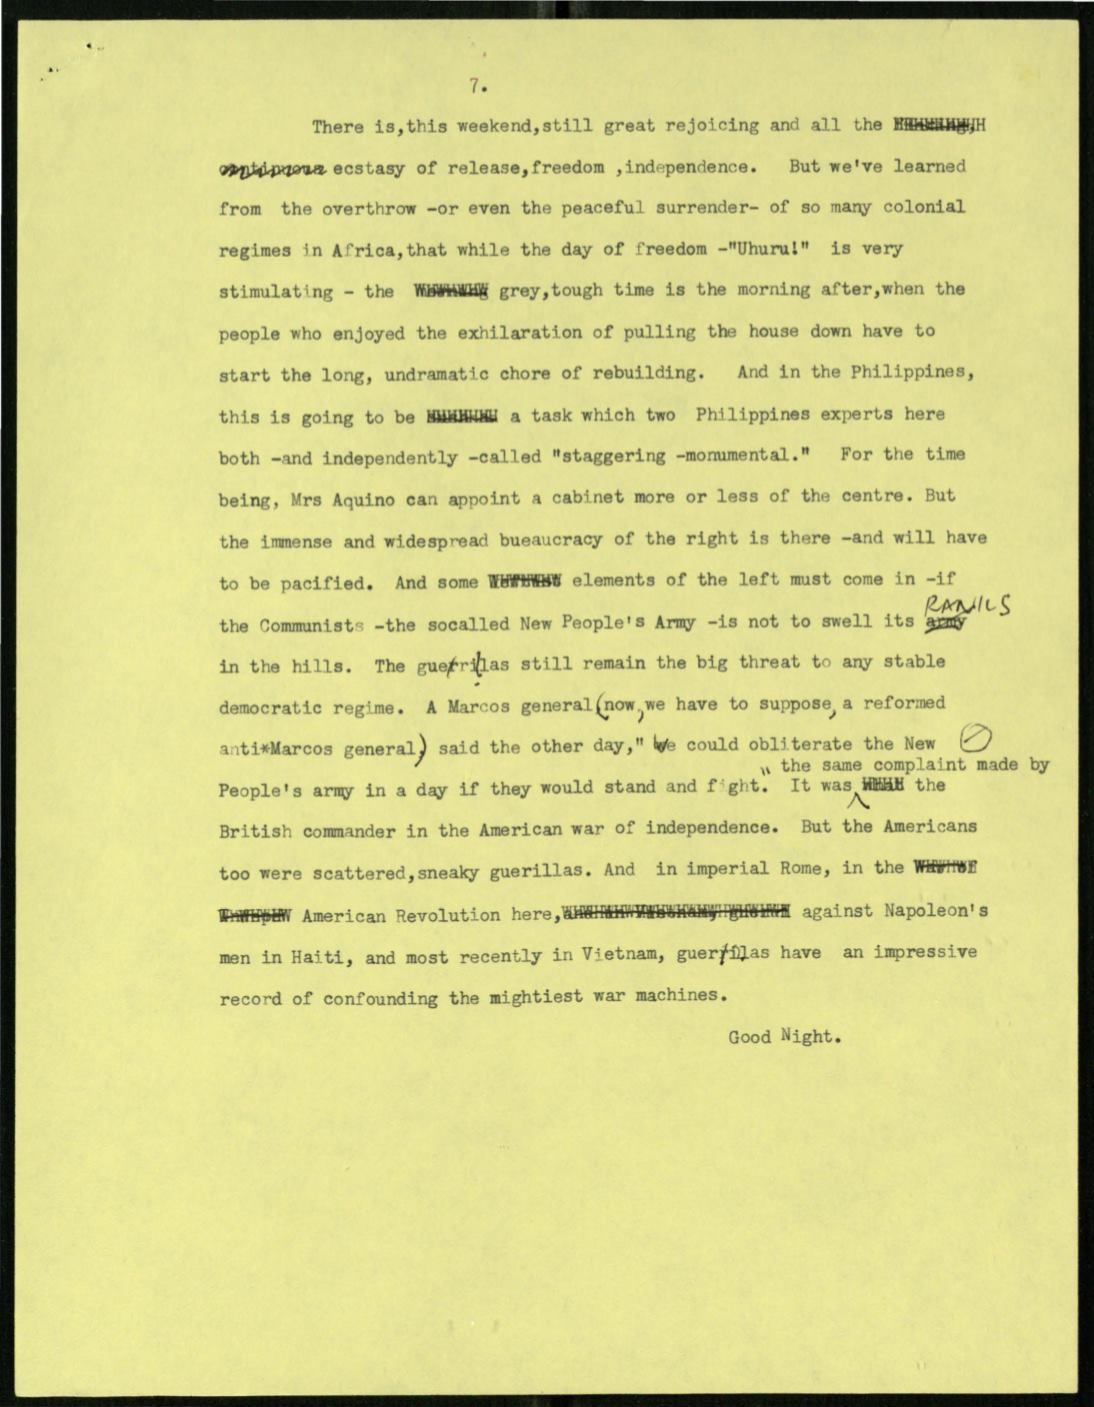 7.
There is,this weekend,still great rejoicing and all the
ecstasy of release,freedom ,independence. But we've learned
from the overthrow -or even the peaceful surrender- of so many colonial
regimes in Africa,that while the day of freedom -"Uhuru!" is very
stimulating - the grey,tough time is the morning after,when the
people who enjoyed the exhilaration of pulling the house down have to
start the long, undramatic chore of rebuilding. And in the Philippines,
this is going to be a task which two Philippines experts here
both -and independently -called "staggering -monumental." For the time
being, Mrs Aquino can appoint a cabinet more or less of the centre. But
the immense and widespread bueaucracy of the right is there -and will have
to be pacified. And some elements of the left must come in -if
RANKS
the Communists -the socalled New People's Army -is not to swell its army
in the hills. The guerrillas still remain the big threat to any stable
democratic regime. A Marcos general (now, we have to suppose, a reformed
anti*Marcos general) said the other day," We could obliterate the New
" the same complaint made by
People's army in a day if they would stand and fight. It was the
British commander in the American war of independence. But the Americans
too were scattered,sneaky guerillas. And in imperial Rome, in the
American Revolution here, against Napoleon's
men in Haiti, and most recently in Vietnam, guerrillas have an impressive
record of confounding the mightiest war machines.
Good Night.